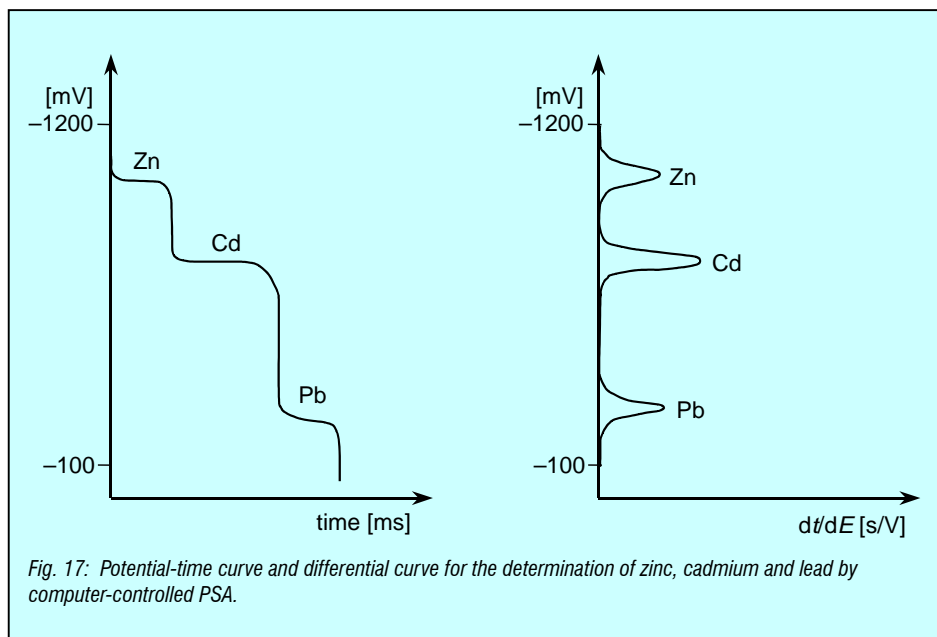 [mV]
–1200
Zn
Cd
Pb
–100
time [ms]
[mV]
–1200
Zn
Cd
Pb
–100
dt/dE [s/V]
Fig. 17: Potential-time curve and differential curve for the determination of zinc, cadmium and lead by
computer-controlled PSA.